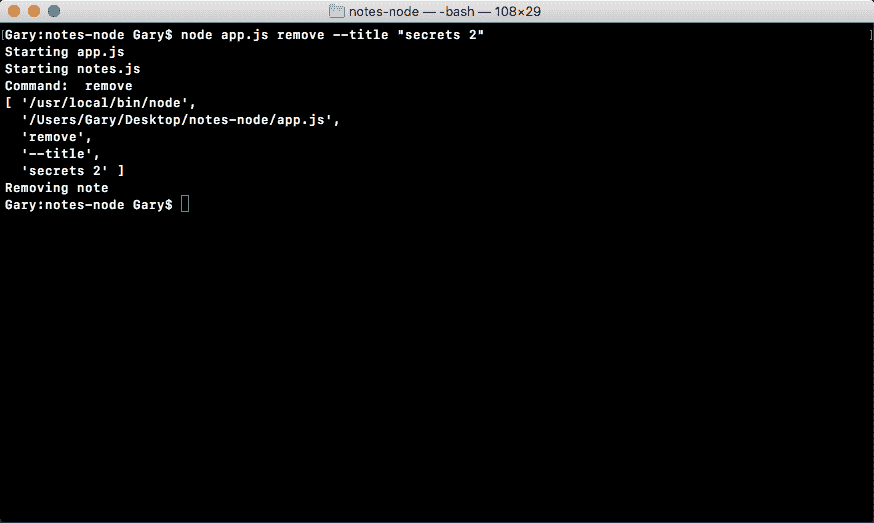 notes-node — -bash — 108×29
[Gary:notes-node Gary$ node app.js remove --title "secrets 2" ]
Starting app.js
Starting notes.js
Command:  remove
[ '/usr/local/bin/node',
  '/Users/Gary/Desktop/notes-node/app.js',
  'remove',
  '--title',
  'secrets 2' ]
Removing note
Gary:notes-node Gary$